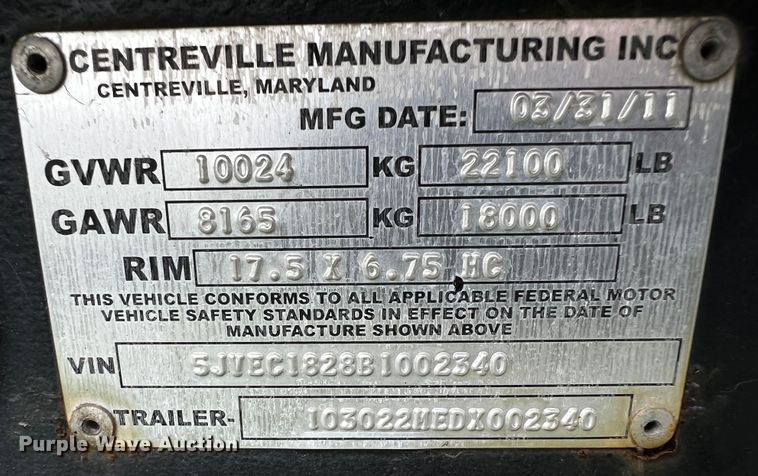 CENTREVILLE MANUFACTURING INC
CENTREVILLE, MARYLAND
MFG DATE: 03/31/11
GVWR 10024 KG 22100 LB
GAWR 8165 KG 18000 LB
RIM 17.5 X 6.75 HC
THIS VEHICLE CONFORMS TO ALL APPLICABLE FEDERAL MOTOR
VEHICLE SAFETY STANDARDS IN EFFECT ON THE DATE OF
MANUFACTURE SHOWN ABOVE
VIN 5JVEC1828B1002340
TRAILER- 103022MEDX002340
Purple Wave Auction